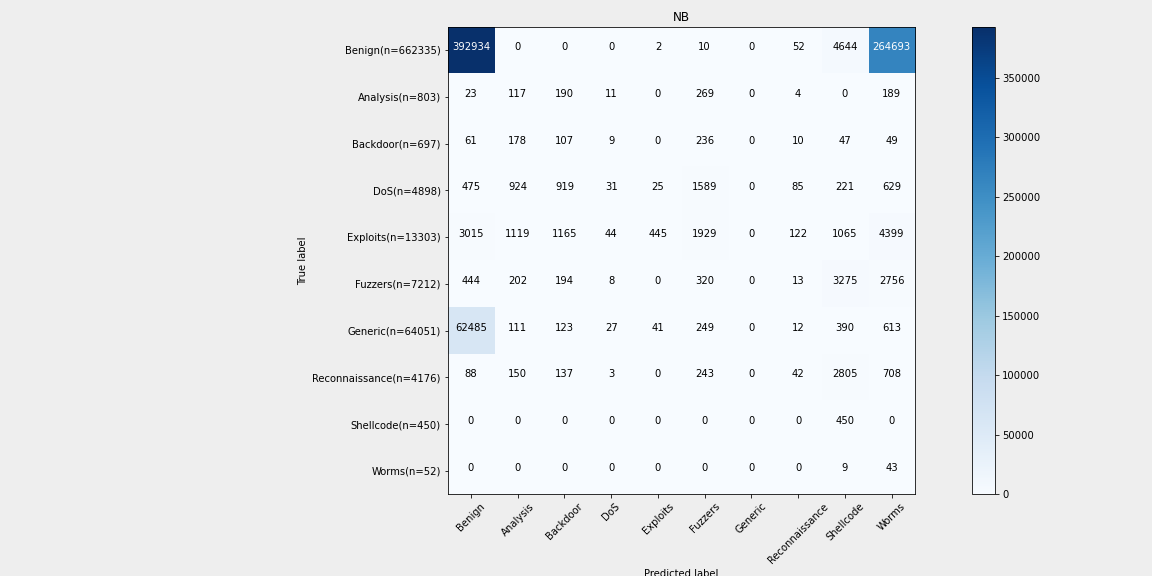 NB
Benign(n=662335) 392934 0 0 0 2 10 0 52 4644 264693
Analysis(n=803) 23 117 190 11 0 269 0 4 0 189
Backdoor(n=697) 61 178 107 9 0 236 10 47 49
DoS(n=4898) 475 924 919 31 25 1589 0 85 221 629
Exploits(n=13303) 3015 1119 1165 44 445 1929 0 122 1065 4399
Fuzzers(n=7212) 444 202 194 8 0 320 0 13 3275 2756
Generic(n=64051) 62485 111 123 27 41 249 0 12 390 613
Reconnaissance(n=4176) 88 150 137 3 0 243 0 42 2805 708
Shellcode(n=450) 0 0 0 0 0 0 0 0 450 0
Worms(n=52) 0 0 0 0 0 0 0 0 9 43
Benign Analysis Backdoor DoS Exploits Fuzzers Generic Reconnaissance Shellcode Worms
True label
Predicted label
350000
300000
250000
200000
150000
100000
50000
0